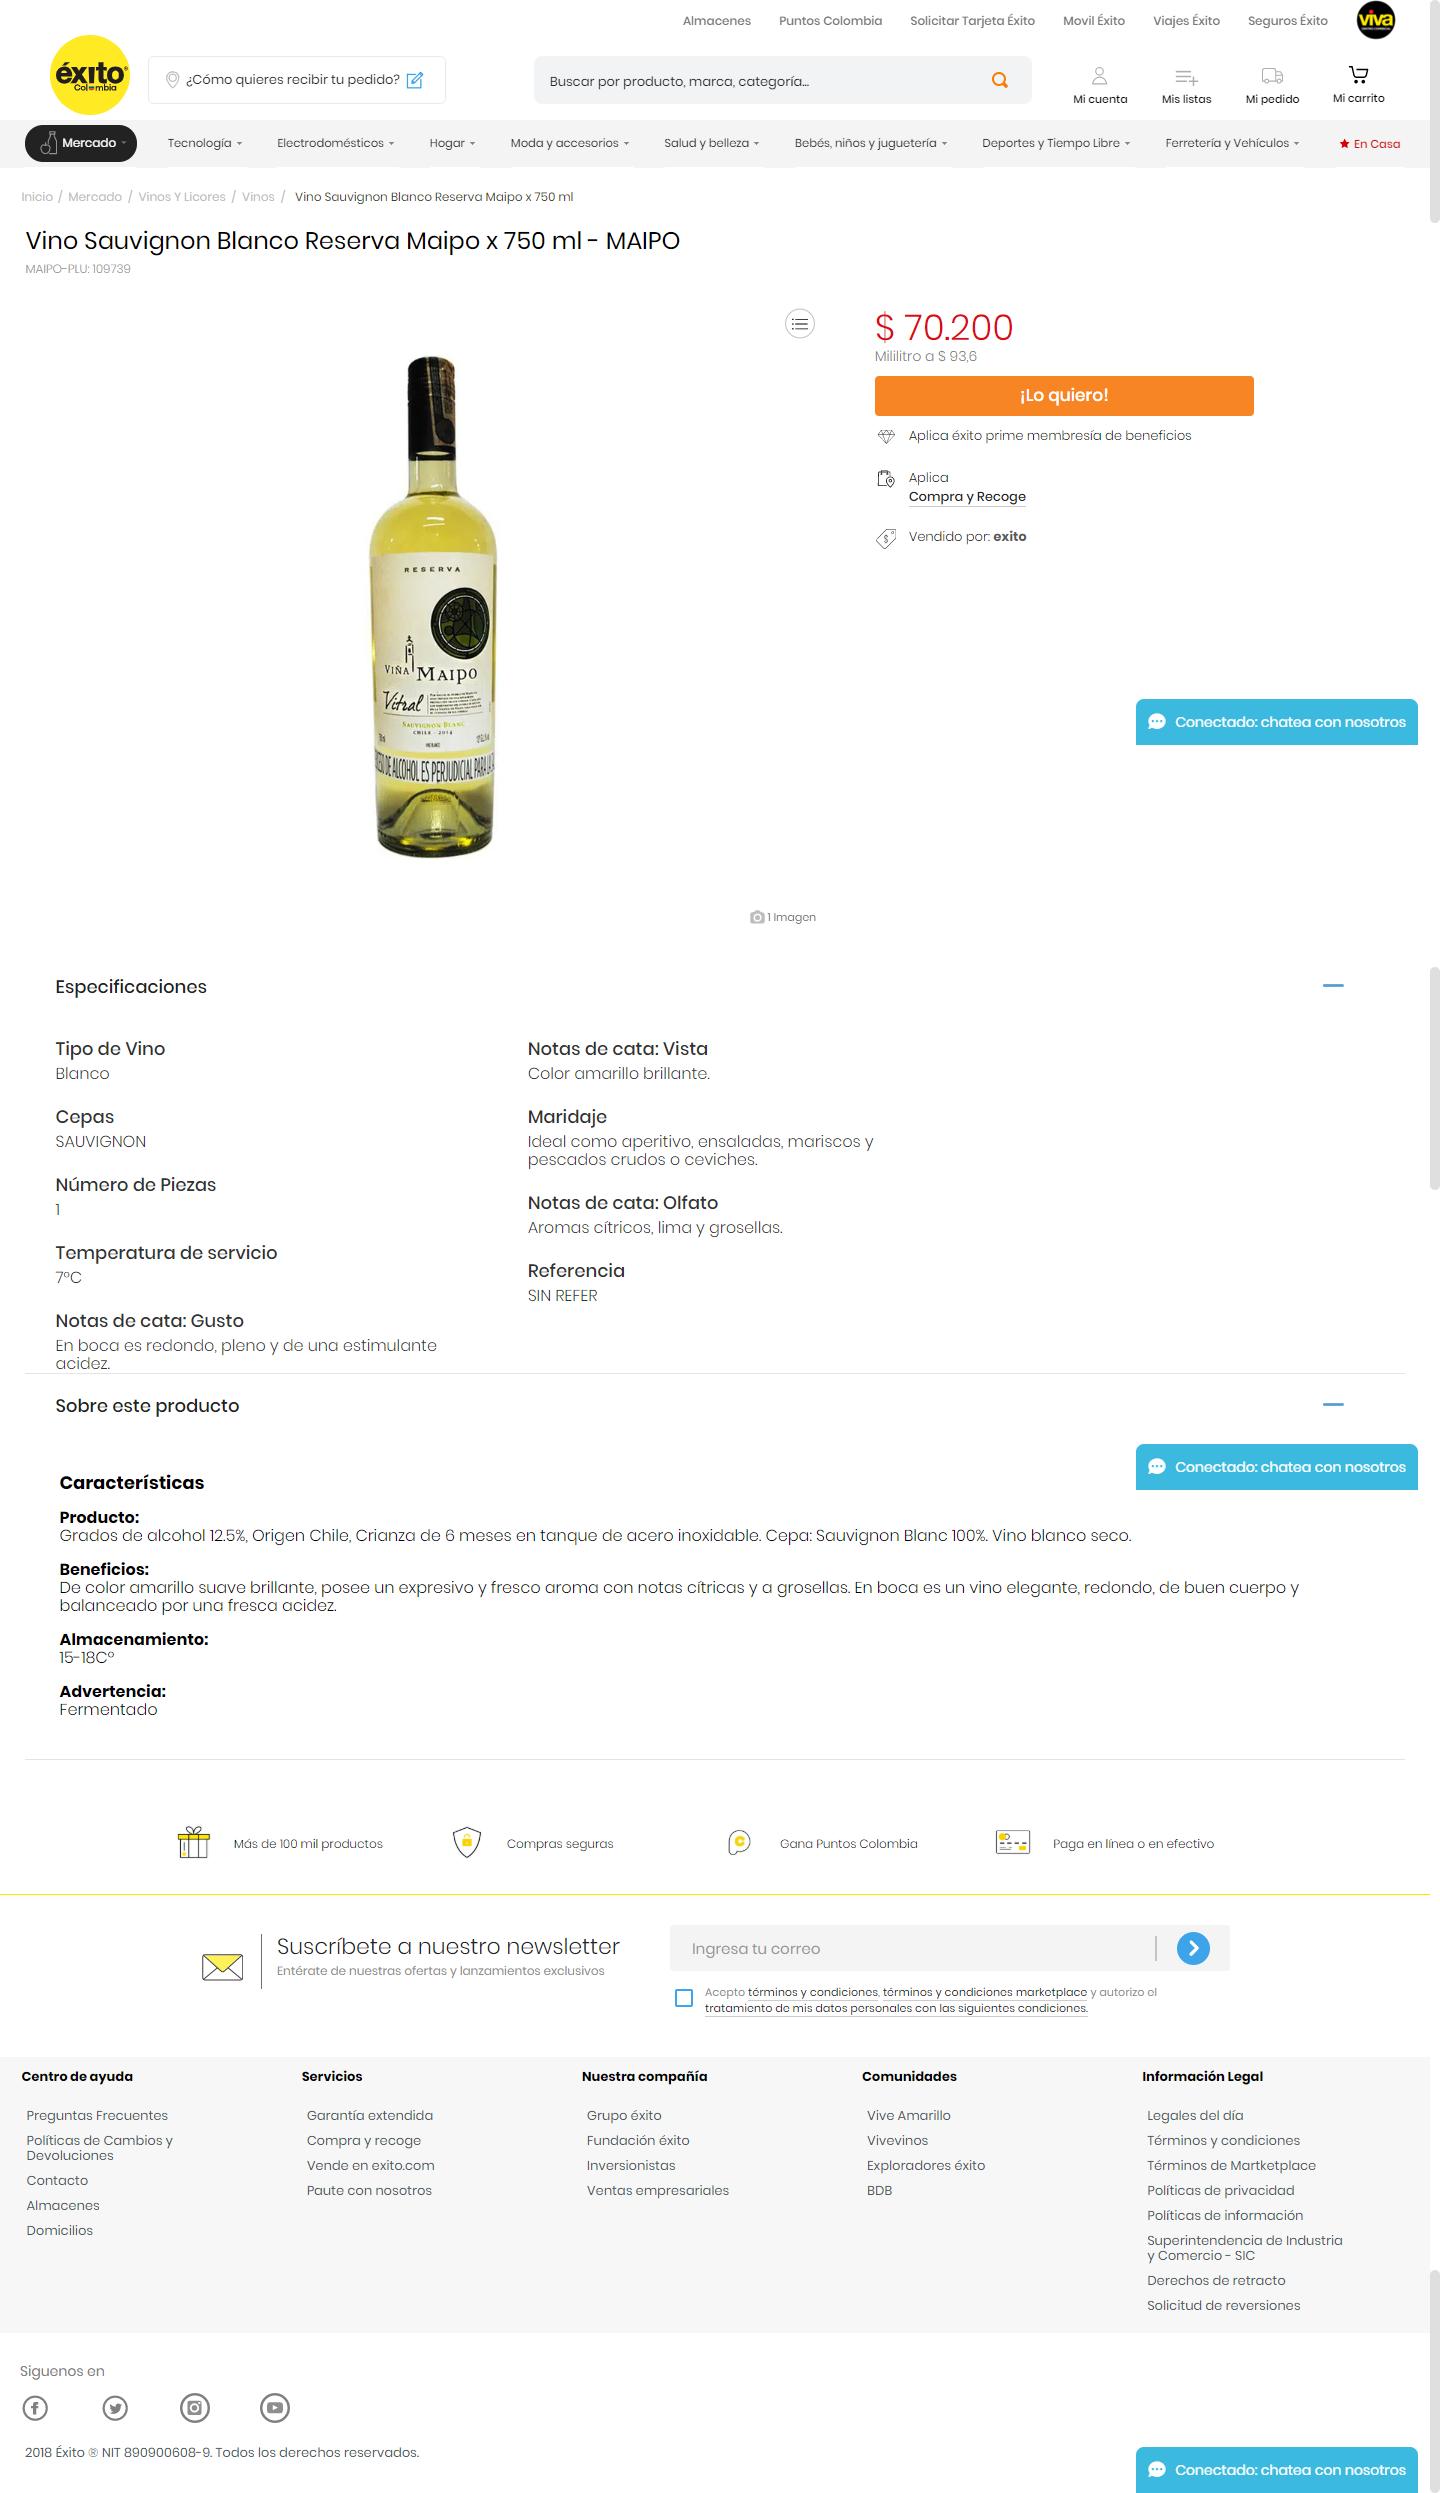 Almacenes
Puntos Colombia
Solicitar Tarjeta Éxito
Movil Éxito
Viajes Éxito
Seguros Éxito
viva
éxito
Colombia
¿Cómo quieres recibir tu pedido?
Buscar por producto, marca, categoría...
Mi cuenta
Mis listas
Mi pedido
Mi carrito
Mercado
Tecnología
Electrodomésticos
Hogar
Moda y accesorios
Salud y belleza
Bebés, niños y juguetería
Deportes y Tiempo Libre
Ferretería y Vehículos
En Casa
Inicio / Mercado / Vinos Y Licores / Vinos / Vino Sauvignon Blanco Reserva Maipo x 750 ml
Vino Sauvignon Blanco Reserva Maipo x 750 ml - MAIPO
MAIPO-PLU: 109739
RESERVA
VIÑA MAIPO
Vitral
SAUVIGNON BLANC
CHILE - 2014
DE ALCOHOL ES PERJUDICIAL PARA LA
$ 70.200
Mililitro a $ 93,6
¡Lo quiero!
Aplica éxito prime membresía de beneficios
Aplica
Compra y Recoge
Vendido por: exito
Conectado: chatea con nosotros
1 Imagen
Especificaciones
Tipo de Vino
Blanco
Cepas
SAUVIGNON
Número de Piezas
1
Temperatura de servicio
7°C
Notas de cata: Gusto
En boca es redondo, pleno y de una estimulante
acidez.
Notas de cata: Vista
Color amarillo brillante.
Maridaje
Ideal como aperitivo, ensaladas, mariscos y
pescados crudos o ceviches.
Notas de cata: Olfato
Aromas cítricos, lima y grosellas.
Referencia
SIN REFER
Sobre este producto
Conectado: chatea con nosotros
Características
Producto:
Grados de alcohol 12.5%, Origen Chile, Crianza de 6 meses en tanque de acero inoxidable. Cepa: Sauvignon Blanc 100%. Vino blanco seco.
Beneficios:
De color amarillo suave brillante, posee un expresivo y fresco aroma con notas cítricas y a grosellas. En boca es un vino elegante, redondo, de buen cuerpo y
balanceado por una fresca acidez.
Almacenamiento:
15-18C°
Advertencia:
Fermentado
Más de 100 mil productos
Compras seguras
Gana Puntos Colombia
Paga en línea o en efectivo
Suscríbete a nuestro newsletter
Entérate de nuestras ofertas y lanzamientos exclusivos
Ingresa tu correo
Acepto términos y condiciones, términos y condiciones marketplace y autorizo el
tratamiento de mis datos personales con las siguientes condiciones.
Centro de ayuda
Preguntas Frecuentes
Políticas de Cambios y
Devoluciones
Contacto
Almacenes
Domicilios
Servicios
Garantía extendida
Compra y recoge
Vende en exito.com
Paute con nosotros
Nuestra compañía
Grupo éxito
Fundación éxito
Inversionistas
Ventas empresariales
Comunidades
Vive Amarillo
Vivevinos
Exploradores éxito
BDB
Información Legal
Legales del día
Términos y condiciones
Términos de Martketplace
Políticas de privacidad
Políticas de información
Superintendencia de Industria
y Comercio - SIC
Derechos de retracto
Solicitud de reversiones
Siguenos en
2018 Éxito ® NIT 890900608-9. Todos los derechos reservados.
Conectado: chatea con nosotros